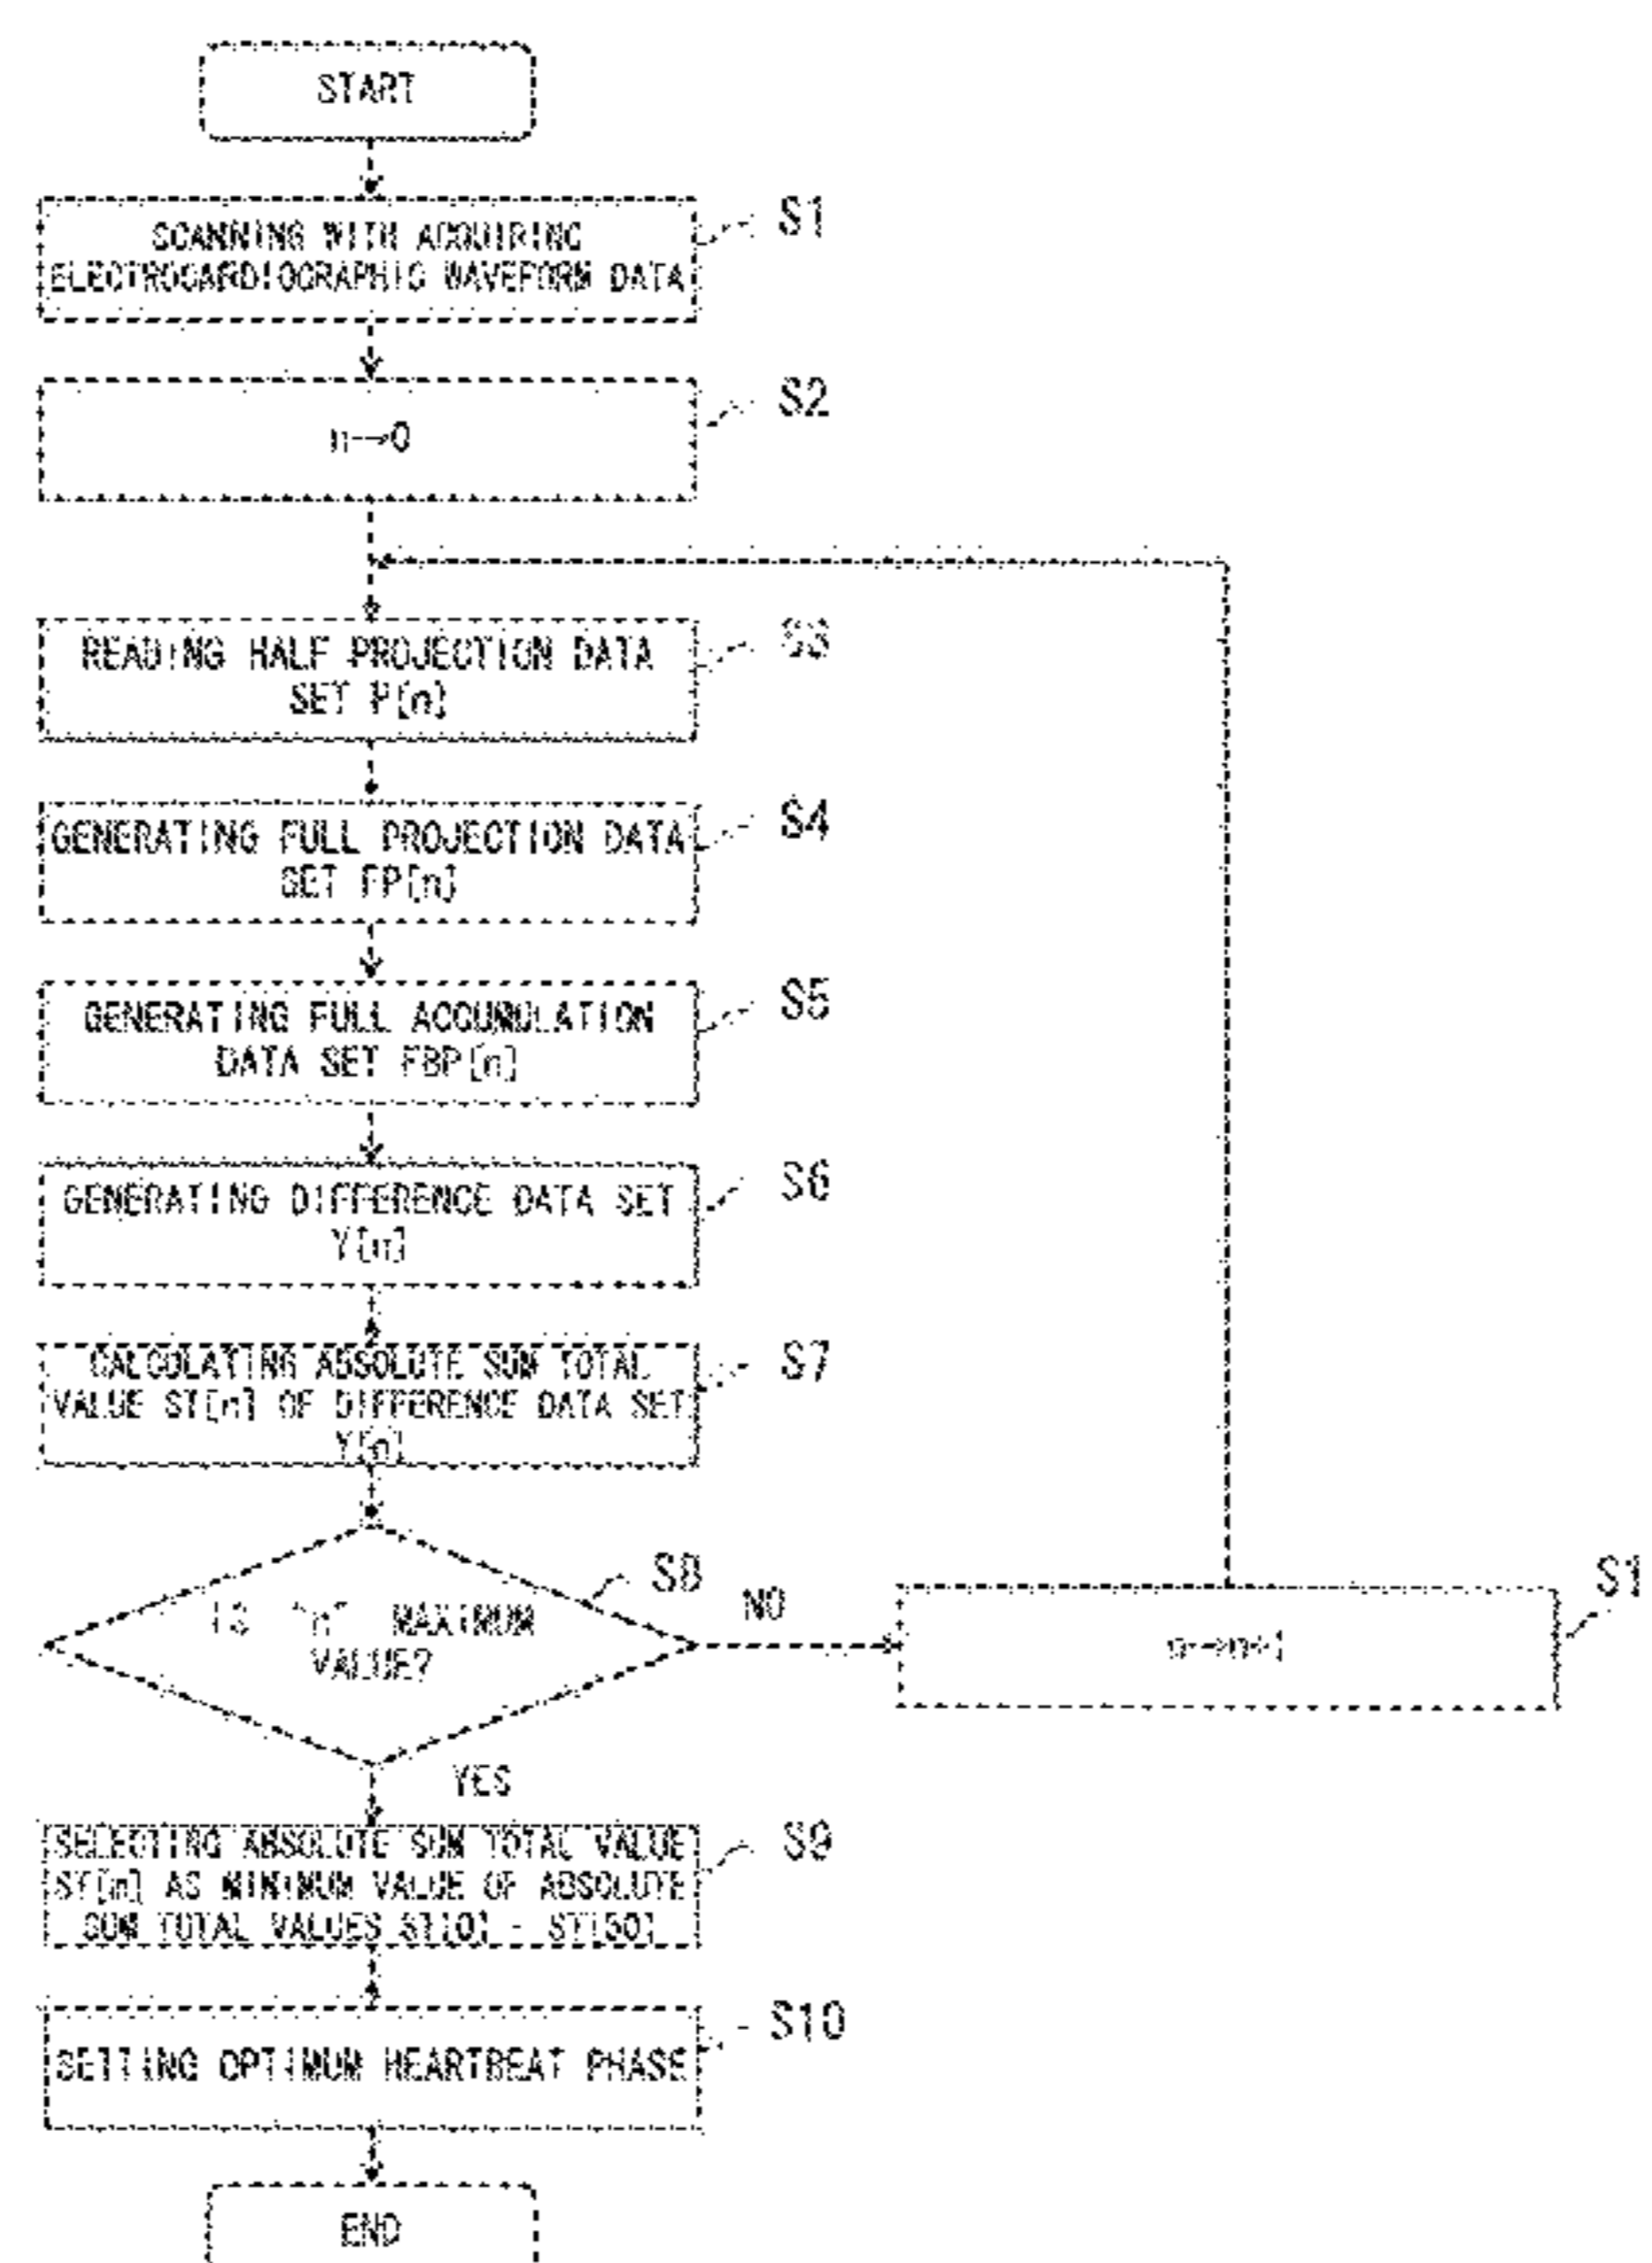 START
S1
SCANNING WITH ACQUIRING
ELECTROCARDIOGRAPHIC WAVEFORM DATA
S2
n→0
S3
READING HALF PROJECTION DATA
SET P[n]
S4
GENERATING FULL PROJECTION DATA
SET FP[n]
S5
GENERATING FULL ACCUMULATION
DATA SET FBP[n]
S6
GENERATING DIFFERENCE DATA SET
Y[n]
S7
CALCULATING ABSOLUTE SUM TOTAL
VALUE ST[n] OF DIFFERENCE DATA SET
Y[n]
S8
IS "n" MAXIMUM
VALUE?
NO
S1
n→n+1
YES
S9
SELECTING ABSOLUTE SUM TOTAL VALUE
ST[n] AS MINIMUM VALUE OF ABSOLUTE
SUM TOTAL VALUES ST[0] - ST[50]
S10
SETTING OPTIMUM HEARTBEAT PHASE
END